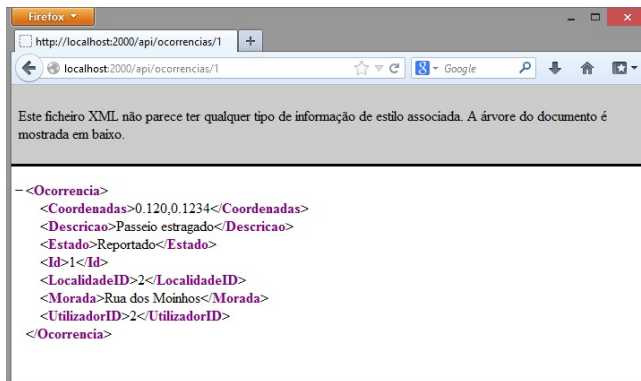 Firefox
http://localhost:2000/api/ocorrencias/1
localhost:2000/api/ocorrencias/1
Google
Este ficheiro XML não parece ter qualquer tipo de informação de estilo associada. A árvore do documento é
mostrada em baixo.
−<Ocorrencia>
<Coordenadas>0.120,0.1234</Coordenadas>
<Descricao>Passeio estragado</Descricao>
<Estado>Reportado</Estado>
<Id>1</Id>
<LocalidadeID>2</LocalidadeID>
<Morada>Rua dos Moinhos</Morada>
<UtilizadorID>2</UtilizadorID>
</Ocorrencia>